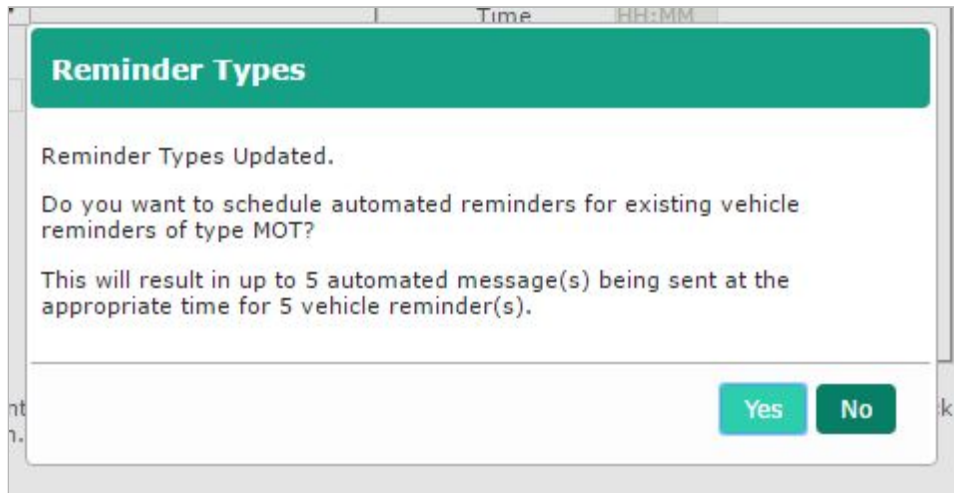 Time HH:MM
Reminder Types
Reminder Types Updated.
Do you want to schedule automated reminders for existing vehicle
reminders of type MOT?
This will result in up to 5 automated message(s) being sent at the
appropriate time for 5 vehicle reminder(s).
Yes No